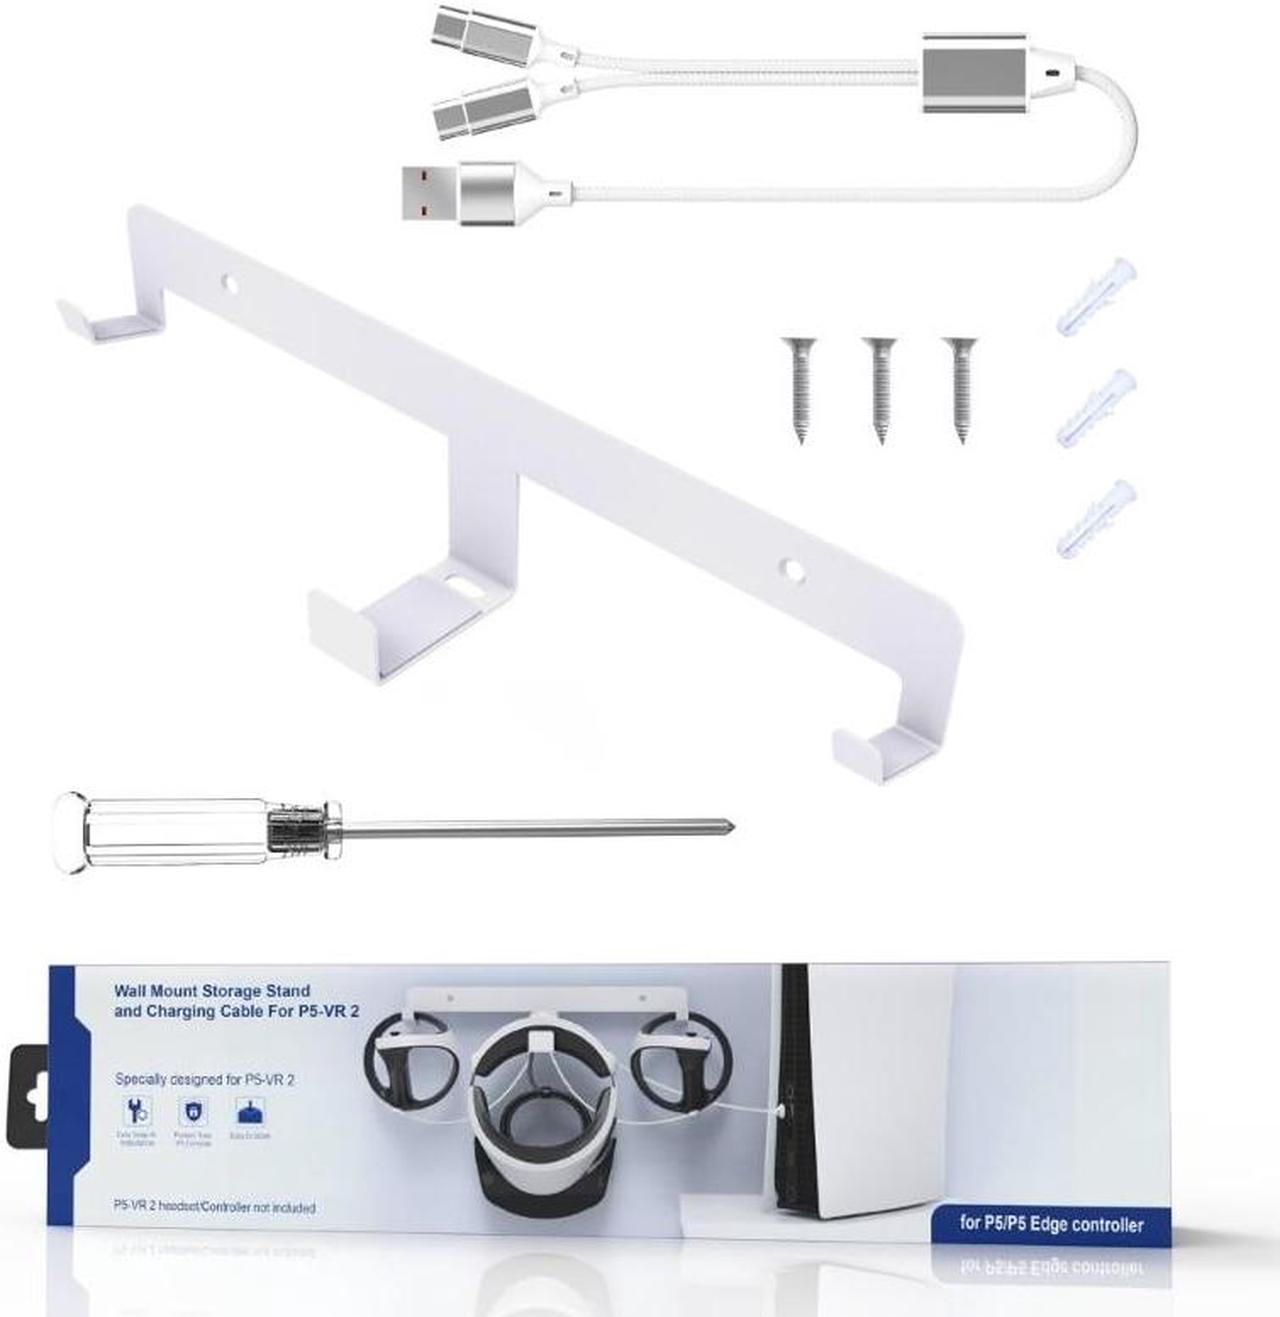 Wall Mount Storage Stand
and Charging Cable For P5-VR 2
Specially designed for P5-VR 2
P5-VR 2 headset/Controller not included
for P5/P5 Edge controller